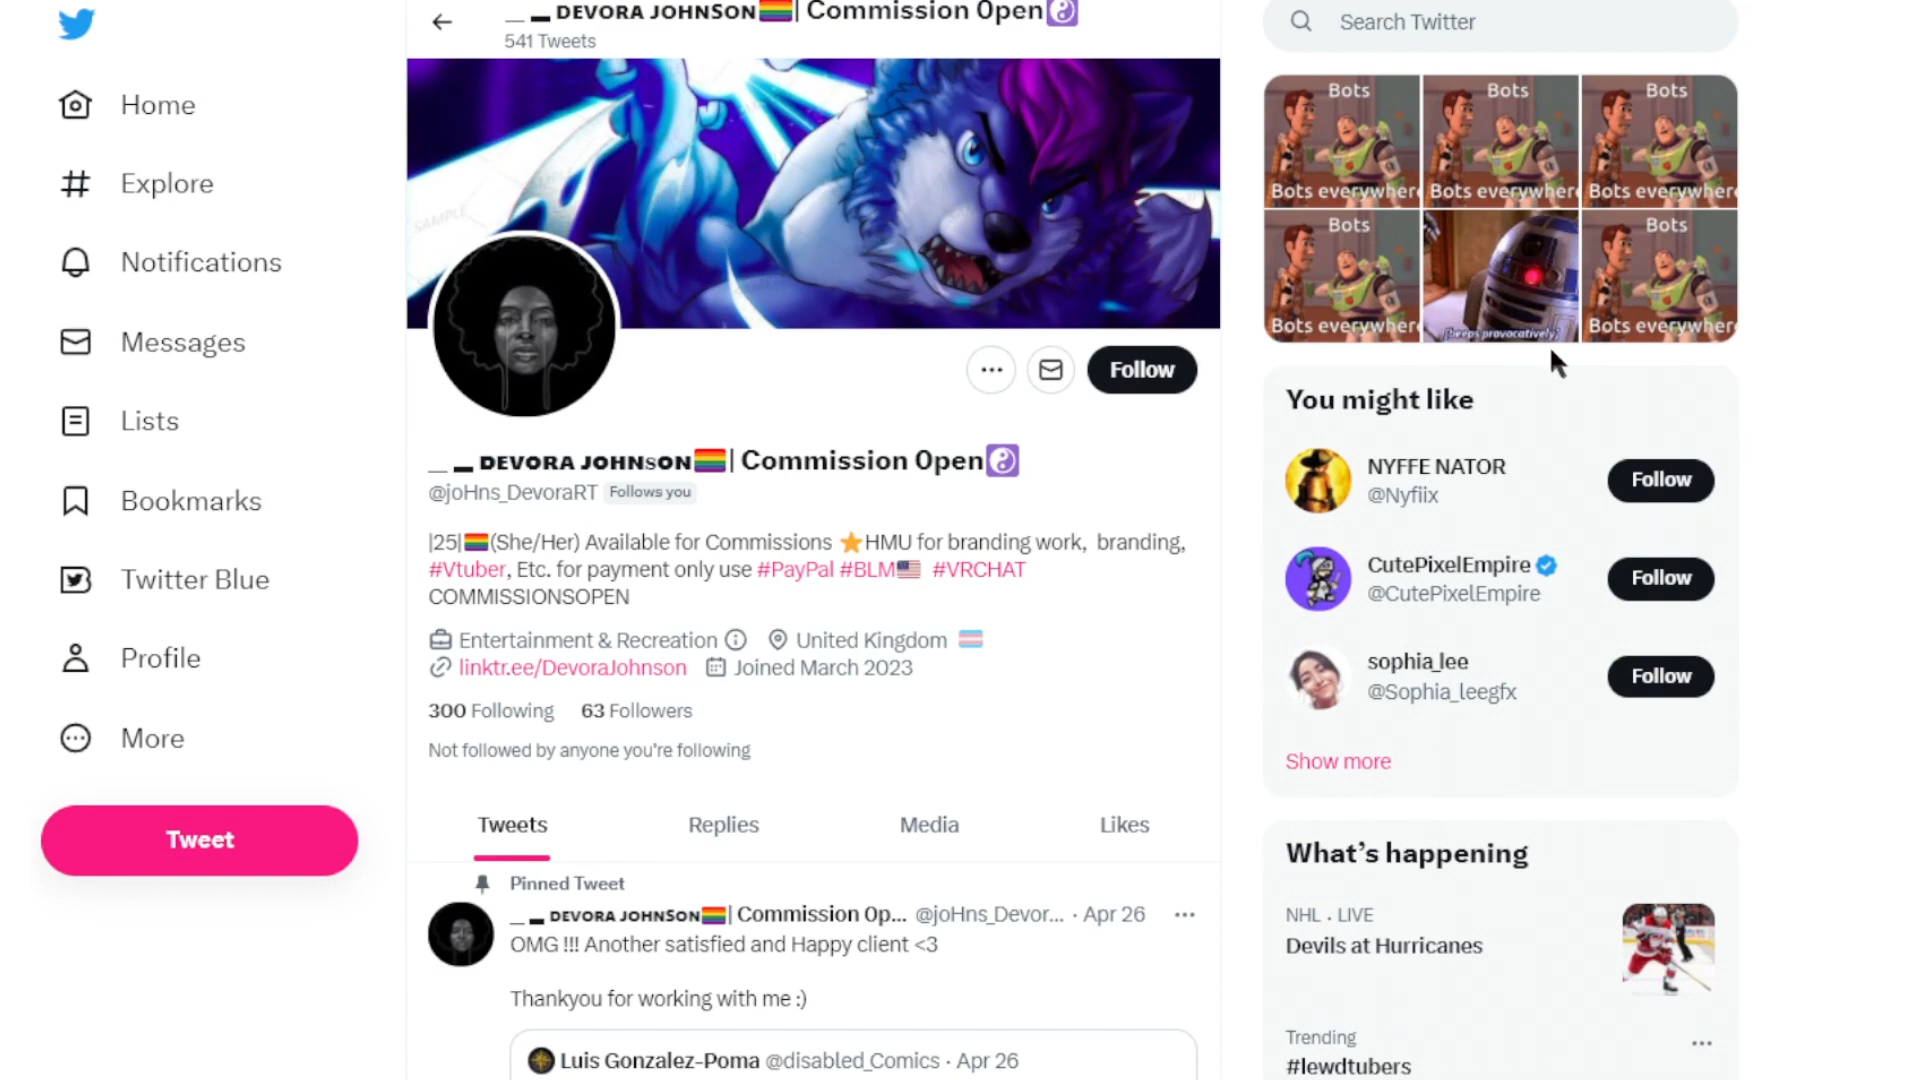 Home
Explore
Notifications
Messages
Lists
Bookmarks
Twitter Blue
Profile
More
Tweet
_ ▂ DEVORA JOHNSON🏳️‍🌈| Commission Open☯️
541 Tweets
SAMPLE
Follow
_ ▂ DEVORA JOHNSON🏳️‍🌈| Commission Open☯️
@joHns_DevoraRT Follows you
|25|🏳️‍🌈(She/Her) Available for Commissions ⭐HMU for branding work, branding,
#Vtuber, Etc. for payment only use #PayPal #BLM🇺🇸 #VRCHAT
COMMISSIONSOPEN
Entertainment & Recreation United Kingdom 🏳️‍⚧️
linktr.ee/DevoraJohnson Joined March 2023
300 Following 63 Followers
Not followed by anyone you're following
Tweets Replies Media Likes
Pinned Tweet
_ ▂ DEVORA JOHNSON🏳️‍🌈| Commission Op... @joHns_Devor... · Apr 26
OMG !!! Another satisfied and Happy client <3
Thankyou for working with me :)
Luis Gonzalez-Poma @disabled_Comics · Apr 26
Search Twitter
Bots Bots Bots
Bots everywhere Bots everywhere Bots everywhere
Bots Bots
Bots everywhere [beeps provocatively] Bots everywhere
You might like
NYFFE NATOR
@Nyfiix
Follow
CutePixelEmpire
@CutePixelEmpire
Follow
sophia_lee
@Sophia_leegfx
Follow
Show more
What's happening
NHL · LIVE
Devils at Hurricanes
Trending
#lewdtubers